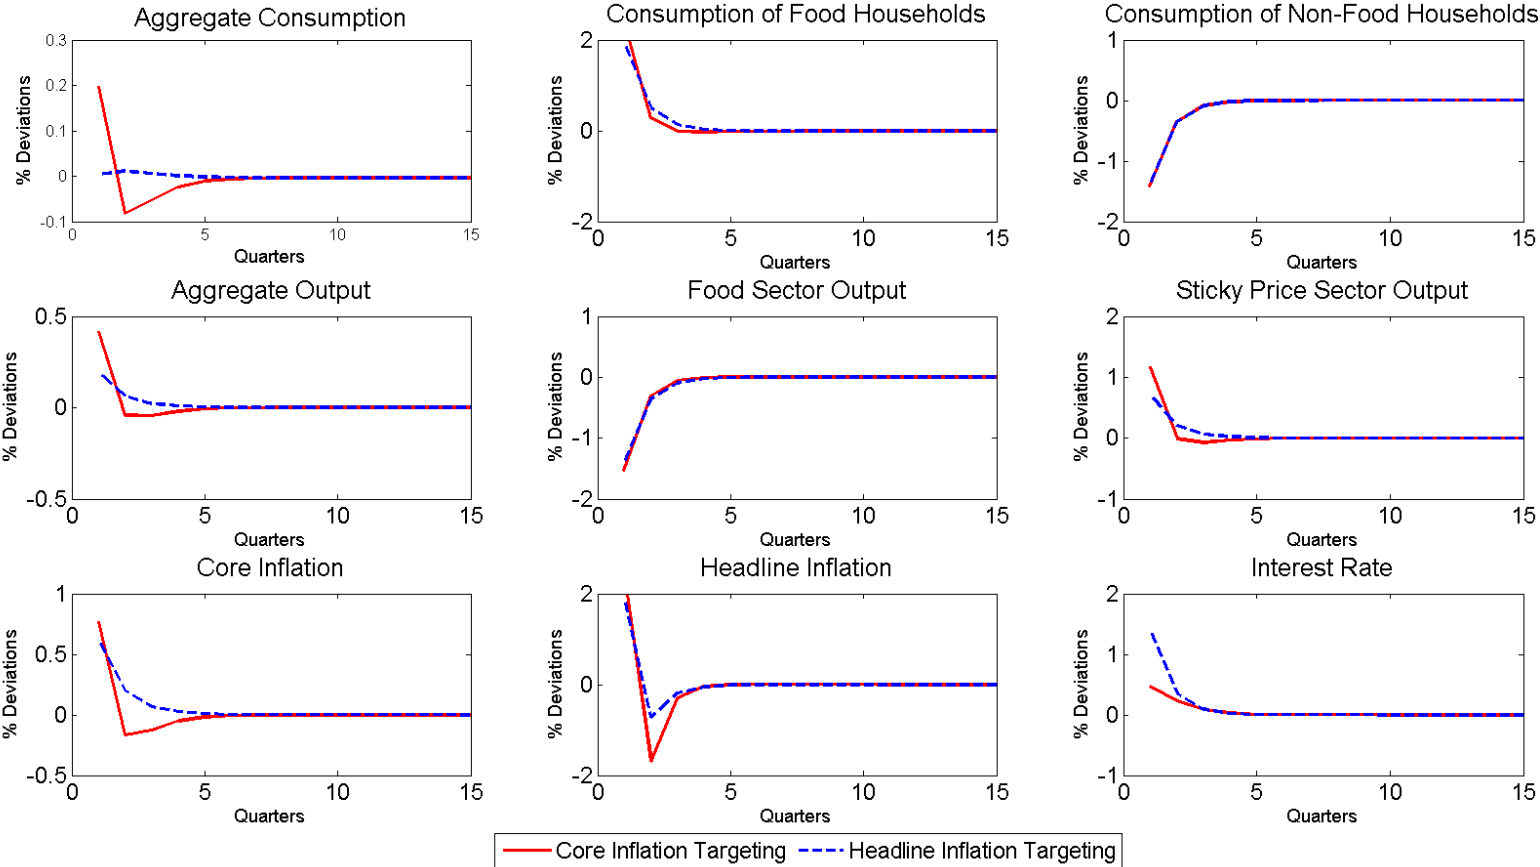 Aggregate Consumption
% Deviations
0.3
0.2
0.1
0
-0.1
0
5
10
15
Quarters
Consumption of Food Households
% Deviations
2
0
-2
0
5
10
15
Quarters
Consumption of Non-Food Households
% Deviations
1
0
-1
-2
0
5
10
15
Quarters
Aggregate Output
% Deviations
0.5
0
-0.5
0
5
10
15
Quarters
Food Sector Output
% Deviations
1
0
-1
-2
0
5
10
15
Quarters
Sticky Price Sector Output
% Deviations
2
1
0
-1
0
5
10
15
Quarters
Core Inflation
% Deviations
1
0.5
0
-0.5
0
5
10
15
Quarters
Headline Inflation
% Deviations
2
0
-2
0
5
10
15
Quarters
Interest Rate
% Deviations
2
1
0
-1
0
5
10
15
Quarters
Core Inflation Targeting
Headline Inflation Targeting